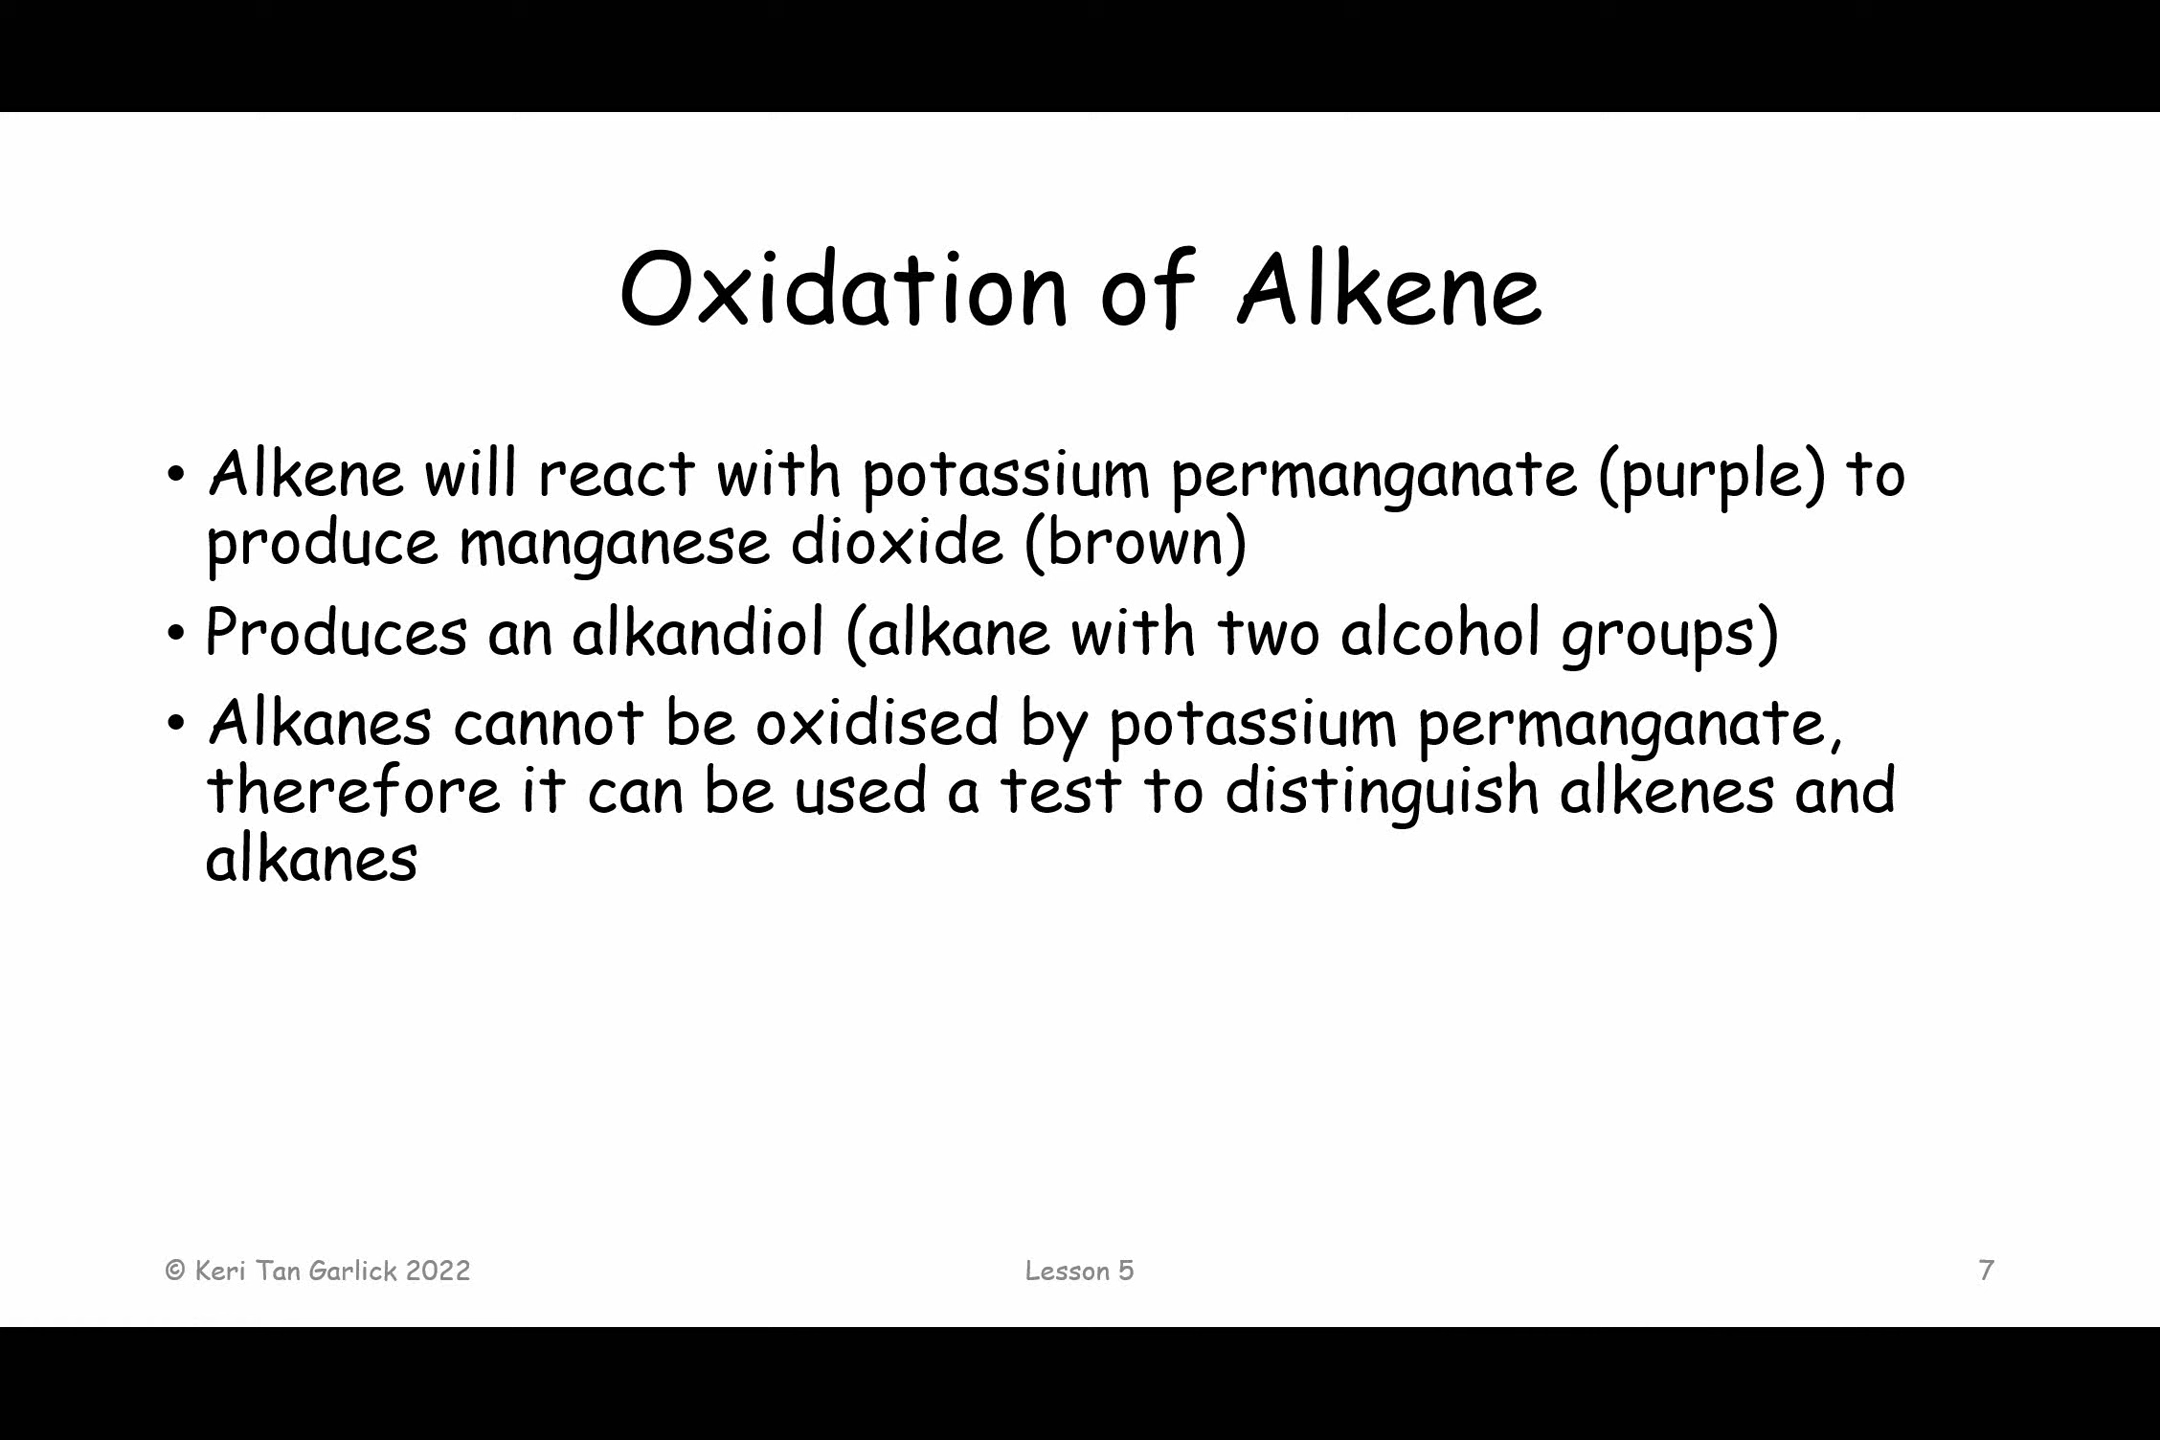 Oxidation of Alkene
• Alkene will react with potassium permanganate (purple) to
produce manganese dioxide (brown)
• Produces an alkandiol (alkane with two alcohol groups)
• Alkanes cannot be oxidised by potassium permanganate,
therefore it can be used a test to distinguish alkenes and
alkanes
© Keri Tan Garlick 2022
Lesson 5
7